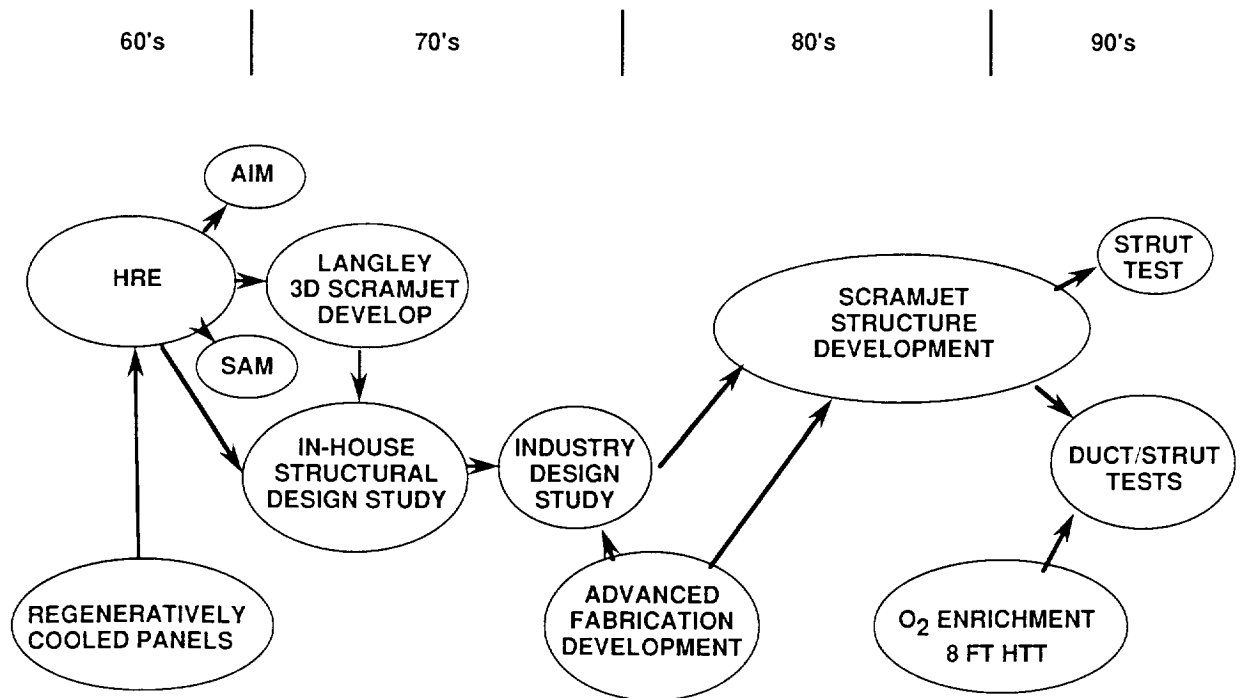 60's
70's
80's
90's
AIM
HRE
LANGLEY
3D SCRAMJET
DEVELOP
SAM
STRUT
TEST
SCRAMJET
STRUCTURE
DEVELOPMENT
IN-HOUSE
STRUCTURAL
DESIGN STUDY
INDUSTRY
DESIGN
STUDY
DUCT/STRUT
TESTS
REGENERATIVELY
COOLED PANELS
ADVANCED
FABRICATION
DEVELOPMENT
O₂ ENRICHMENT
8 FT HTT